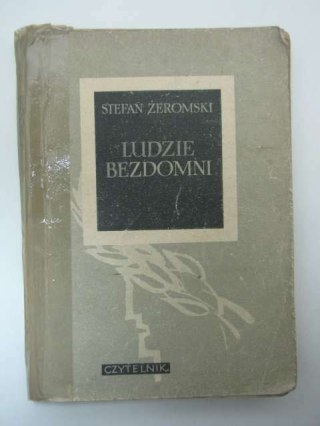 STEFAN ŻEROMSKI
LUDZIE
BEZDOMNI
CZYTELNIK